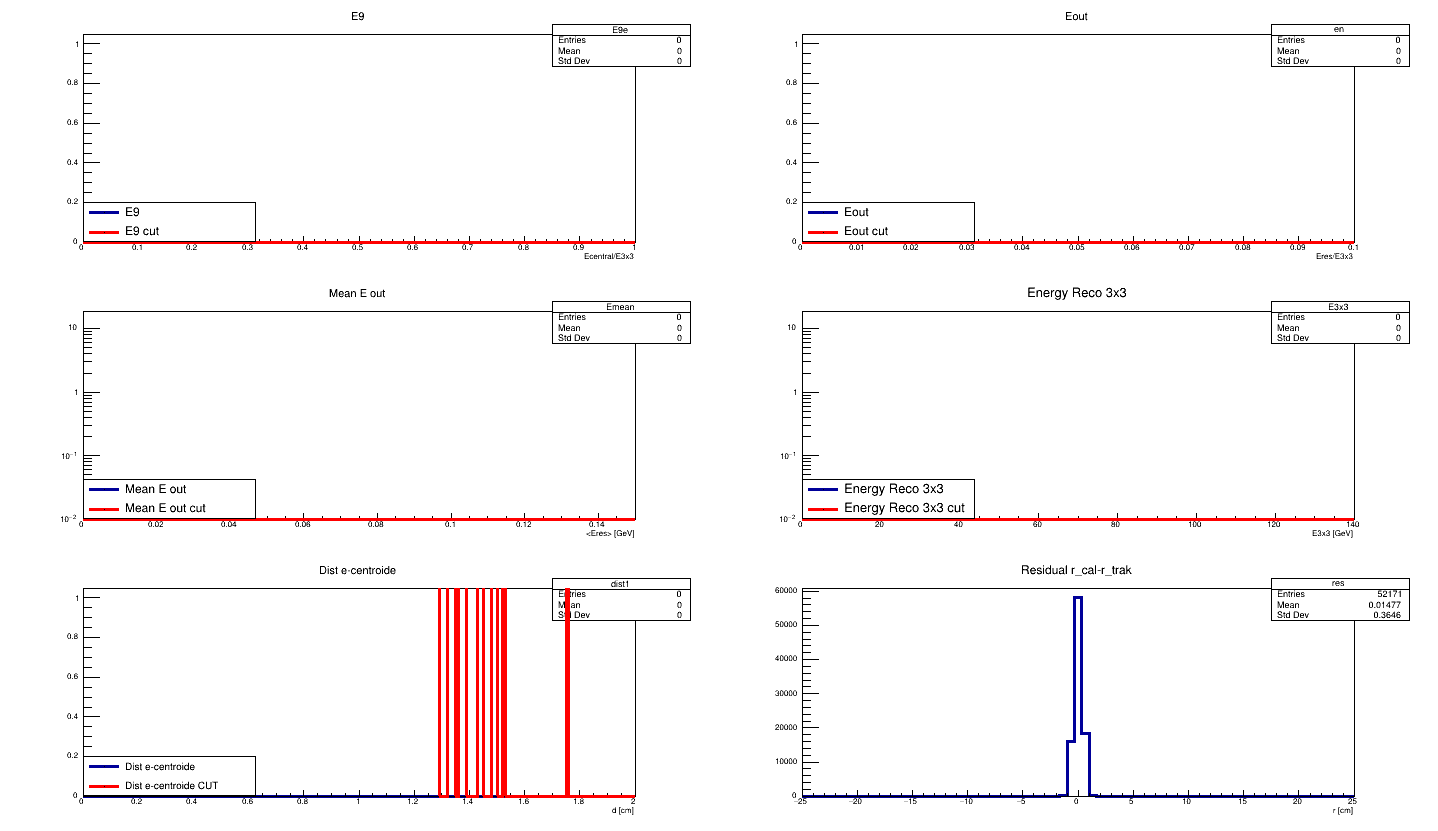 E9
E9e
Entries 0
Mean 0
Std Dev 0
1
0.8
0.6
0.4
0.2
0
E9
E9 cut
0 0.1 0.2 0.3 0.4 0.5 0.6 0.7 0.8 0.9 1
Ecentral/E3x3
Eout
en
Entries 0
Mean 0
Std Dev 0
1
0.8
0.6
0.4
0.2
0
Eout
Eout cut
0 0.01 0.02 0.03 0.04 0.05 0.06 0.07 0.08 0.09 0.1
Eres/E3x3
Mean E out
Emean
Entries 0
Mean 0
Std Dev 0
10
1
10⁻¹
10⁻²
Mean E out
Mean E out cut
0 0.02 0.04 0.06 0.08 0.1 0.12 0.14
<Eres> [GeV]
Energy Reco 3x3
E3x3
Entries 0
Mean 0
Std Dev 0
10
1
10⁻¹
10⁻²
Energy Reco 3x3
Energy Reco 3x3 cut
0 20 40 60 80 100 120 140
E3x3 [GeV]
Dist e-centroide
dist1
Entries 0
Mean 0
Std Dev 0
1
0.8
0.6
0.4
0.2
0
Dist e-centroide
Dist e-centroide CUT
0 0.2 0.4 0.6 0.8 1 1.2 1.4 1.6 1.8 2
d [cm]
Residual r_cal-r_trak
res
Entries 52171
Mean 0.01477
Std Dev 0.3646
60000
50000
40000
30000
20000
10000
0
−25 −20 −15 −10 −5 0 5 10 15 20 25
r [cm]